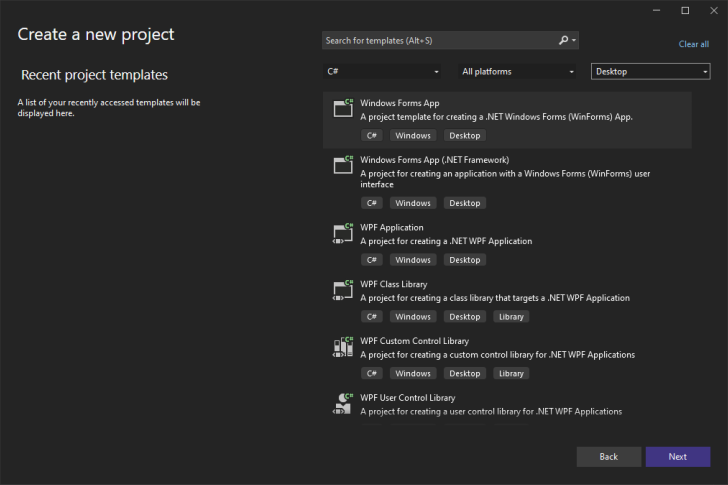 Create a new project
Search for templates (Alt+S)
Clear all
Recent project templates
C#
All platforms
Desktop
A list of your recently accessed templates will
be displayed here.
C#
Windows Forms App
A project template for creating a .NET Windows Forms (WinForms) App.
C# Windows Desktop
C#
Windows Forms App (.NET Framework)
A project for creating an application with a Windows Forms (WinForms) user
interface
C# Windows Desktop
C#
WPF Application
A project for creating a .NET WPF Application
C# Windows Desktop
C#
WPF Class Library
A project for creating a class library that targets a .NET WPF Application
C# Windows Desktop Library
C#
WPF Custom Control Library
A project for creating a custom control library for .NET WPF Applications
C# Windows Desktop Library
C#
WPF User Control Library
A project for creating a user control library for .NET WPF Applications
Back
Next